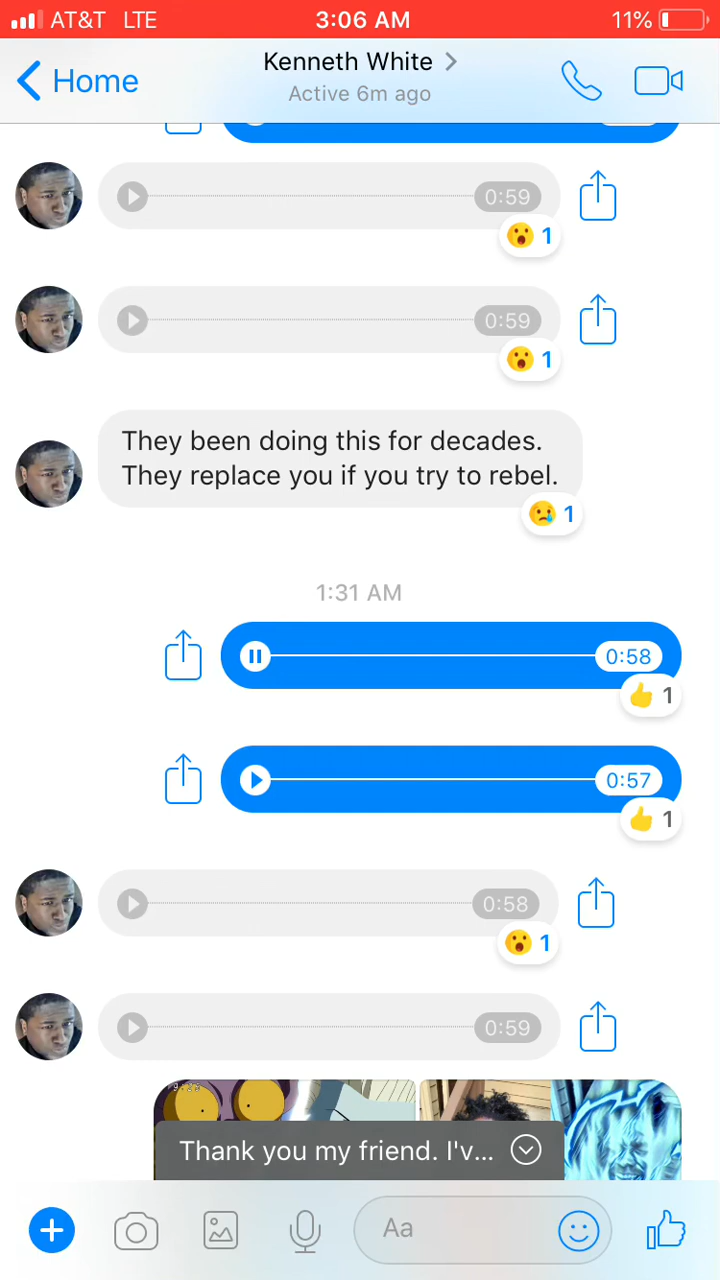 AT&T LTE 3:06 AM 11%
Home
Kenneth White
Active 6m ago
0:59
1
0:59
1
They been doing this for decades.
They replace you if you try to rebel.
1
1:31 AM
0:58
1
0:57
1
0:58
1
0:59
Thank you my friend. I'v...
Aa